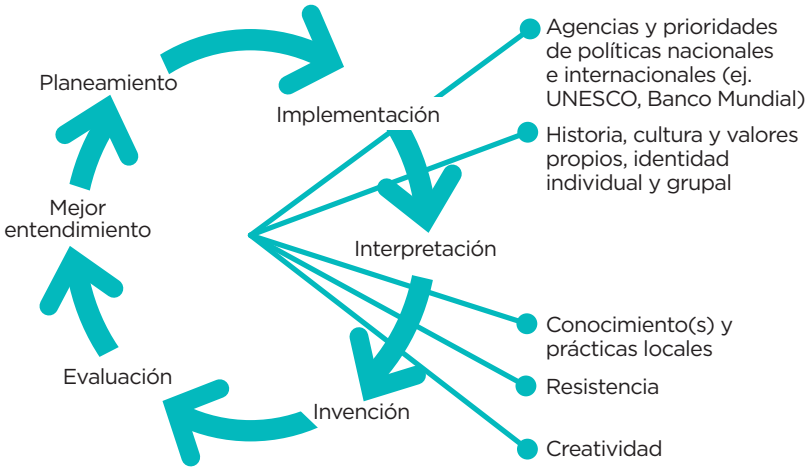 Planeamiento
Implementación
Interpretación
Invención
Evaluación
Mejor
entendimiento
Agencias y prioridades
de políticas nacionales
e internacionales (ej.
UNESCO, Banco Mundial)
Historia, cultura y valores
propios, identidad
individual y grupal
Conocimiento(s) y
prácticas locales
Resistencia
Creatividad